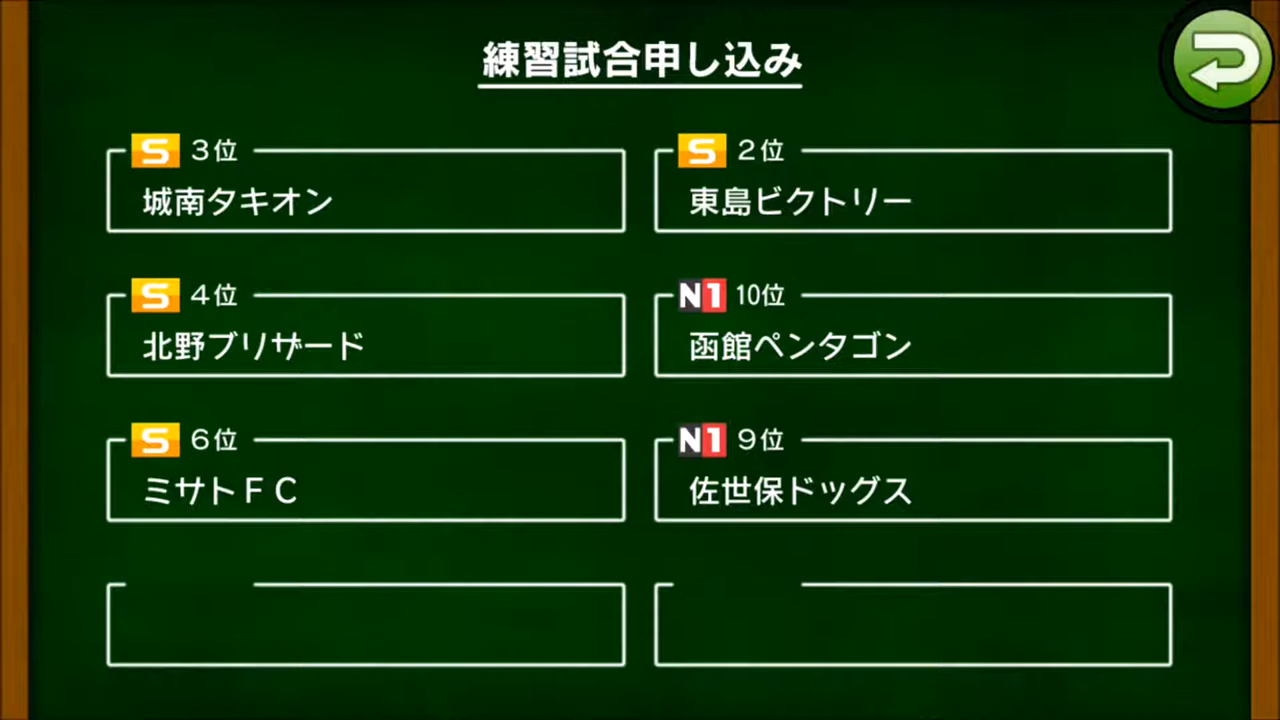 練習試合申し込み
S 3位
城南タキオン
S 2位
東島ビクトリー
S 4位
北野ブリザード
N1 10位
函館ペンタゴン
S 6位
ミサトＦＣ
N1 9位
佐世保ドッグス